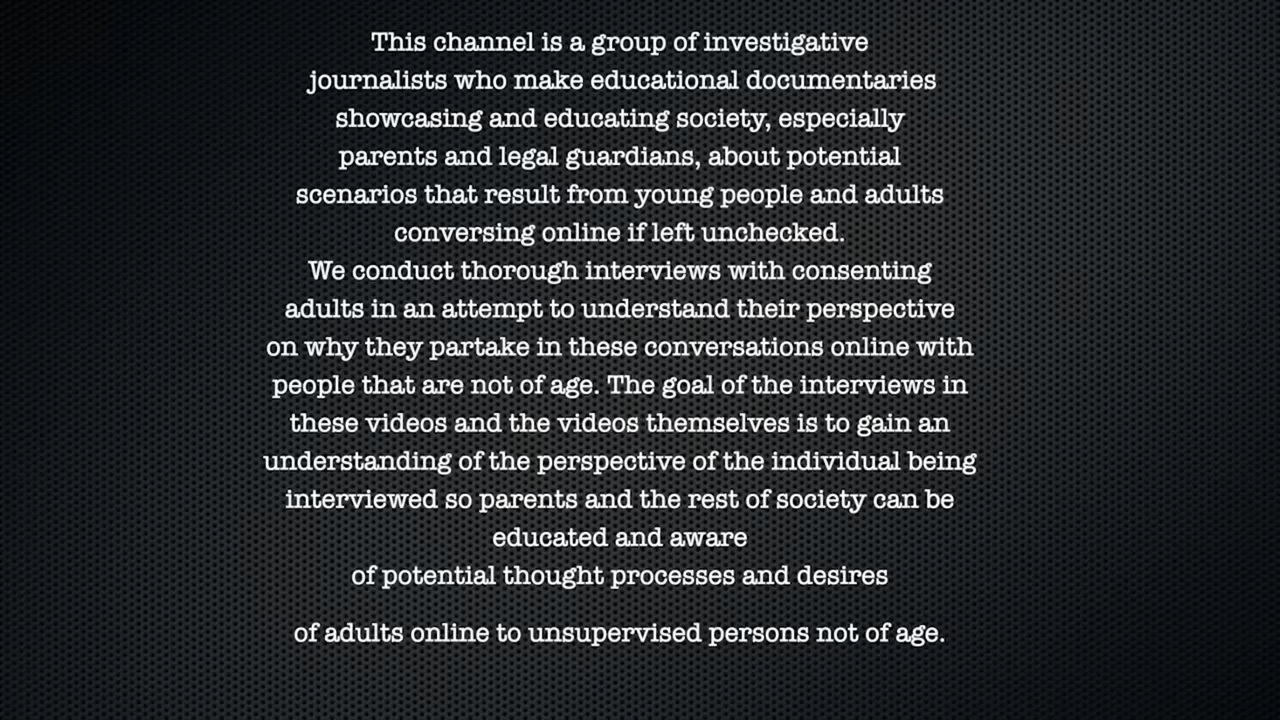 This channel is a group of investigative
journalists who make educational documentaries
showcasing and educating society, especially
parents and legal guardians, about potential
scenarios that result from young people and adults
conversing online if left unchecked.
We conduct thorough interviews with consenting
adults in an attempt to understand their perspective
on why they partake in these conversations online with
people that are not of age. The goal of the interviews in
these videos and the videos themselves is to gain an
understanding of the perspective of the individual being
interviewed so parents and the rest of society can be
educated and aware
of potential thought processes and desires
of adults online to unsupervised persons not of age.